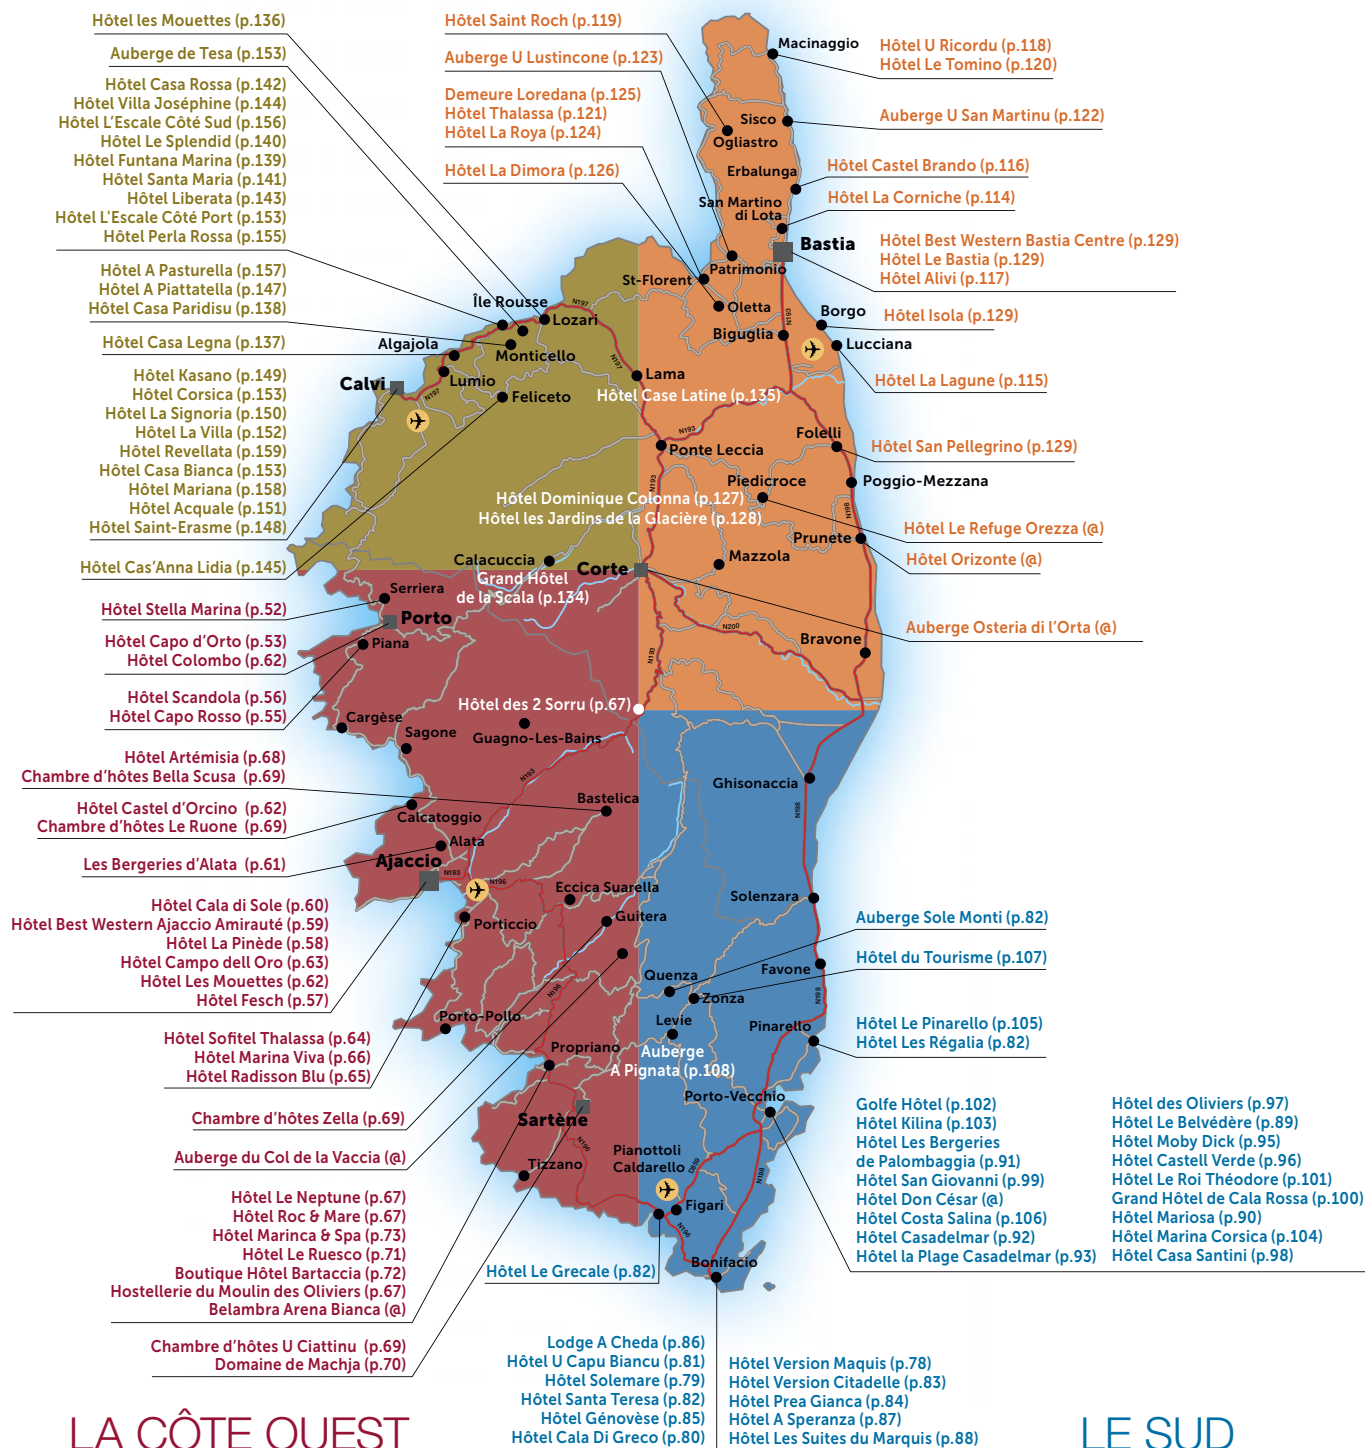 Hôtel les Mouettes (p.136)
Auberge de Tesa (p.153)
Hôtel Casa Rossa (p.142)
Hôtel Villa Joséphine (p.144)
Hôtel L'Escale Côté Sud (p.156)
Hôtel Le Splendid (p.140)
Hôtel Funtana Marina (p.139)
Hôtel Santa Maria (p.141)
Hôtel Liberata (p.143)
Hôtel L'Escale Côté Port (p.153)
Hôtel Perla Rossa (p.155)
Hôtel A Pasturella (p.157)
Hôtel A Piattatella (p.147)
Hôtel Casa Paridisu (p.138)
Hôtel Casa Legna (p.137)
Hôtel Kasano (p.149)
Hôtel Corsica (p.153)
Hôtel La Signoria (p.150)
Hôtel La Villa (p.152)
Hôtel Revellata (p.159)
Hôtel Casa Bianca (p.153)
Hôtel Mariana (p.158)
Hôtel Acquale (p.151)
Hôtel Saint-Erasme (p.148)
Hôtel Cas'Anna Lidia (p.145)
Hôtel Saint Roch (p.119)
Auberge U Lustincone (p.123)
Demeure Loredana (p.125)
Hôtel Thalassa (p.121)
Hôtel La Roya (p.124)
Hôtel La Dimora (p.126)
Hôtel U Ricordu (p.118)
Hôtel Le Tomino (p.120)
Auberge U San Martinu (p.122)
Hôtel Castel Brando (p.116)
Hôtel La Corniche (p.114)
Hôtel Best Western Bastia Centre (p.129)
Hôtel Le Bastia (p.129)
Hôtel Alivi (p.117)
Hôtel Isola (p.129)
Hôtel La Lagune (p.115)
Hôtel San Pellegrino (p.129)
Hôtel Le Refuge Orezza (@)
Hôtel Orizonte (@)
Auberge Osteria di l'Orta (@)
Macinaggio
Sisco
Ogliastro
Erbalunga
San Martino
di Lota
Bastia
Patrimonio
St-Florent
Oletta
Biguglia
Borgo
Lucciana
N193
Île Rousse
N197
Lozari
Monticello
Algajola
Lumio
Calvi
N197
Feliceto
N197
Lama
Hôtel Case Latine (p.135)
N193
Ponte Leccia
Folelli
Piedicroce
Poggio-Mezzana
N193
N198
Hôtel Dominique Colonna (p.127)
Hôtel les Jardins de la Glacière (p.128)
Prunete
Mazzola
Calacuccia
Corte
Grand Hôtel
de la Scala (p.134)
N200
Bravone
N193
Serriera
Porto
Piana
Hôtel des 2 Sorru (p.67)
Cargèse
Sagone
Guagno-Les-Bains
N193
Bastelica
Calcatoggio
Alata
Ajaccio
N193
N196
Eccica Suarella
Porticcio
Guitera
N196
Porto-Pollo
Propriano
Sartène
N196
Tizzano
Ghisonaccia
N198
Solenzara
Favone
N198
Quenza
Zonza
Levie
Pinarello
Auberge
A Pignata (p.108)
Porto-Vecchio
Pianottoli
Caldarello
D859
N198
Figari
N196
Bonifacio
Hôtel Stella Marina (p.52)
Hôtel Capo d'Orto (p.53)
Hôtel Colombo (p.62)
Hôtel Scandola (p.56)
Hôtel Capo Rosso (p.55)
Hôtel Artémisia (p.68)
Chambre d'hôtes Bella Scusa (p.69)
Hôtel Castel d'Orcino (p.62)
Chambre d'hôtes Le Ruone (p.69)
Les Bergeries d'Alata (p.61)
Hôtel Cala di Sole (p.60)
Hôtel Best Western Ajaccio Amirauté (p.59)
Hôtel La Pinède (p.58)
Hôtel Campo dell Oro (p.63)
Hôtel Les Mouettes (p.62)
Hôtel Fesch (p.57)
Hôtel Sofitel Thalassa (p.64)
Hôtel Marina Viva (p.66)
Hôtel Radisson Blu (p.65)
Chambre d'hôtes Zella (p.69)
Auberge du Col de la Vaccia (@)
Hôtel Le Neptune (p.67)
Hôtel Roc & Mare (p.67)
Hôtel Marinca & Spa (p.73)
Hôtel Le Ruesco (p.71)
Boutique Hôtel Bartaccia (p.72)
Hostellerie du Moulin des Oliviers (p.67)
Belambra Arena Bianca (@)
Chambre d'hôtes U Ciattinu (p.69)
Domaine de Machja (p.70)
Auberge Sole Monti (p.82)
Hôtel du Tourisme (p.107)
Hôtel Le Pinarello (p.105)
Hôtel Les Régalia (p.82)
Golfe Hôtel (p.102)
Hôtel Kilina (p.103)
Hôtel Les Bergeries
de Palombaggia (p.91)
Hôtel San Giovanni (p.99)
Hôtel Don César (@)
Hôtel Costa Salina (p.106)
Hôtel Casadelmar (p.92)
Hôtel la Plage Casadelmar (p.93)
Hôtel des Oliviers (p.97)
Hôtel Le Belvédère (p.89)
Hôtel Moby Dick (p.95)
Hôtel Castell Verde (p.96)
Hôtel Le Roi Théodore (p.101)
Grand Hôtel de Cala Rossa (p.100)
Hôtel Mariosa (p.90)
Hôtel Marina Corsica (p.104)
Hôtel Casa Santini (p.98)
Hôtel Le Grecale (p.82)
Lodge A Cheda (p.86)
Hôtel U Capu Biancu (p.81)
Hôtel Solemare (p.79)
Hôtel Santa Teresa (p.82)
Hôtel Génovèse (p.85)
Hôtel Cala Di Greco (p.80)
Hôtel Version Maquis (p.78)
Hôtel Version Citadelle (p.83)
Hôtel Prea Gianca (p.84)
Hôtel A Speranza (p.87)
Hôtel Les Suites du Marquis (p.88)
LA CÔTE OUEST
LE SUD